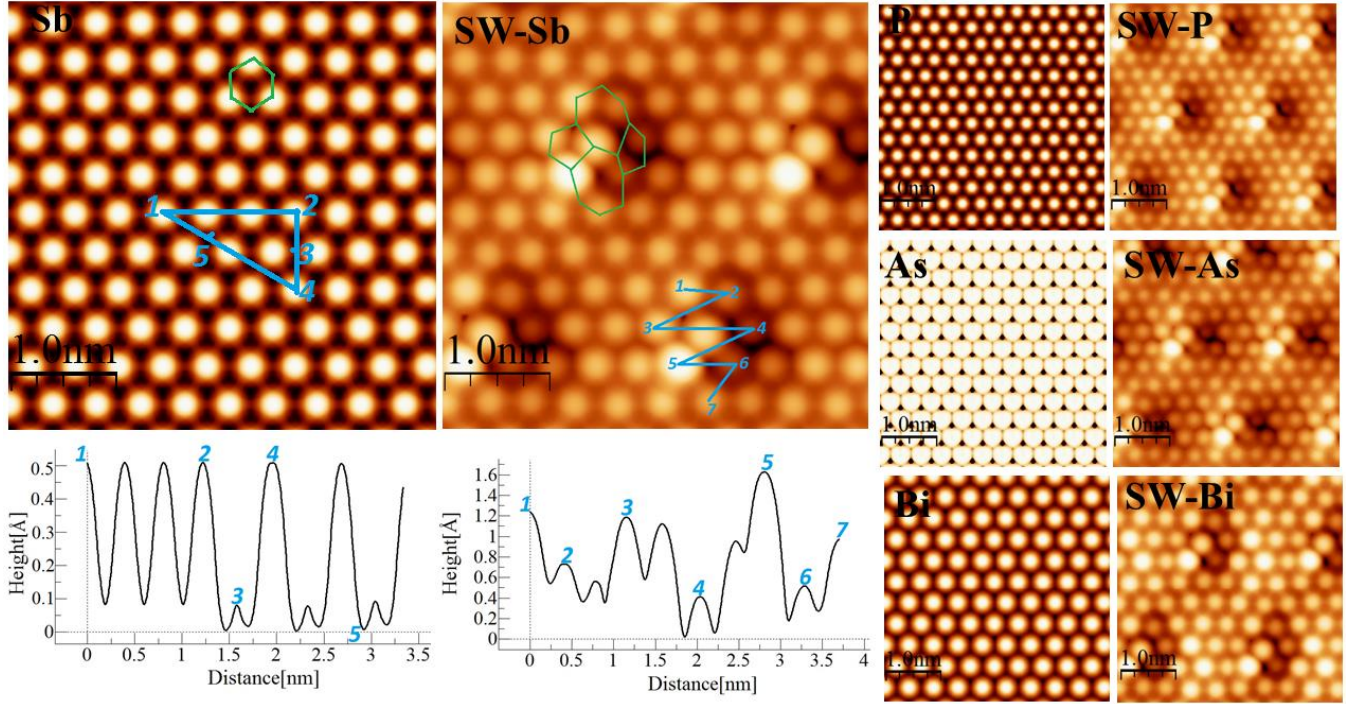 Sb
1
2
3
5
4
1.0nm
SW-Sb
1
2
3
4
5
6
7
1.0nm
P
1.0nm
SW-P
1.0nm
As
1.0nm
SW-As
1.0nm
Bi
1.0nm
SW-Bi
1.0nm
Height[Å]
0.5
0.4
0.3
0.2
0.1
0
1
2
4
3
5
0 0.5 1 1.5 2 2.5 3 3.5
Distance[nm]
Height[Å]
1.6
1.4
1.2
1
0.8
0.6
0.4
0.2
0
1
2
3
4
5
6
7
0 0.5 1 1.5 2 2.5 3 3.5 4
Distance[nm]